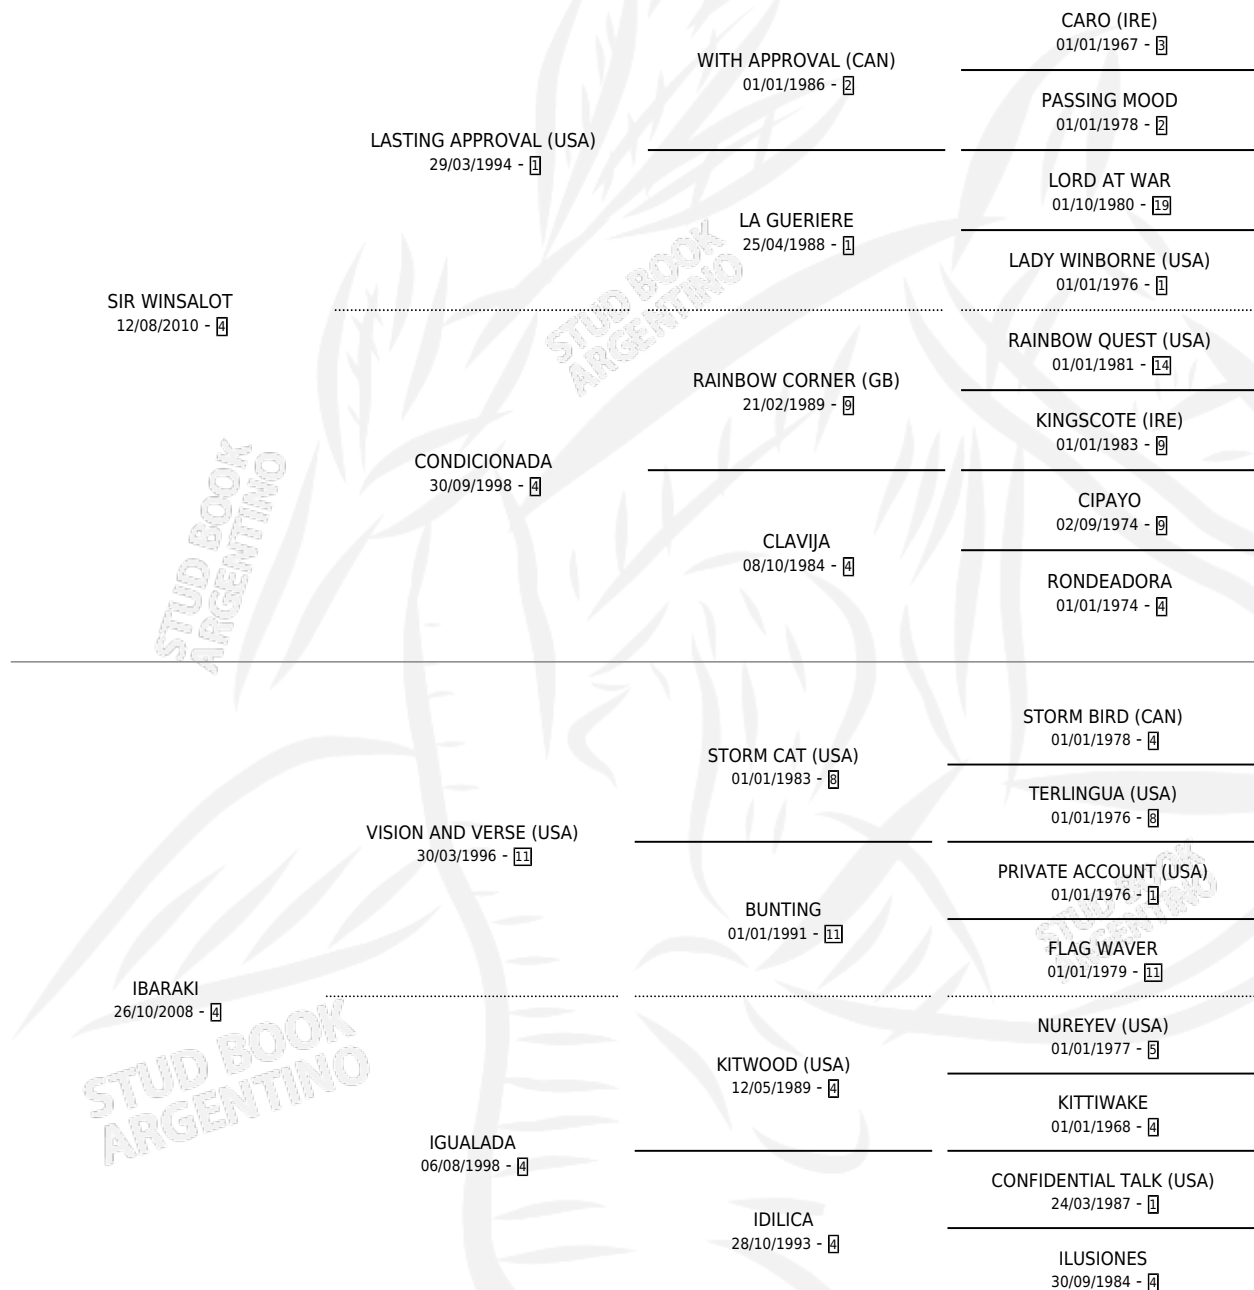 CARO (IRE)
01/01/1967 - 3
WITH APPROVAL (CAN)
01/01/1986 - 2
PASSING MOOD
01/01/1978 - 2
LASTING APPROVAL (USA)
29/03/1994 - 1
LORD AT WAR
01/10/1980 - 19
LA GUERIERE
25/04/1988 - 1
LADY WINBORNE (USA)
01/01/1976 - 1
SIR WINSALOT
12/08/2010 - 4
STUD BOOK
ARGENTINO
RAINBOW QUEST (USA)
01/01/1981 - 14
RAINBOW CORNER (GB)
21/02/1989 - 9
KINGSCOTE (IRE)
01/01/1983 - 9
CONDICIONADA
30/09/1998 - 4
CIPAYO
02/09/1974 - 9
CLAVIJA
08/10/1984 - 4
RONDEADORA
01/01/1974 - 4
STUD BOOK
ARGENTINO
STORM BIRD (CAN)
01/01/1978 - 4
STORM CAT (USA)
01/01/1983 - 8
TERLINGUA (USA)
01/01/1976 - 8
VISION AND VERSE (USA)
30/03/1996 - 11
PRIVATE ACCOUNT (USA)
01/01/1976 - 1
BUNTING
01/01/1991 - 11
STUD BOOK
ARGENTINO
FLAG WAVER
01/01/1979 - 11
IBARAKI
26/10/2008 - 4
STUD BOOK
ARGENTINO
NUREYEV (USA)
01/01/1977 - 5
KITWOOD (USA)
12/05/1989 - 4
KITTIWAKE
01/01/1968 - 4
IGUALADA
06/08/1998 - 4
CONFIDENTIAL TALK (USA)
24/03/1987 - 1
IDILICA
28/10/1993 - 4
ILUSIONES
30/09/1984 - 4